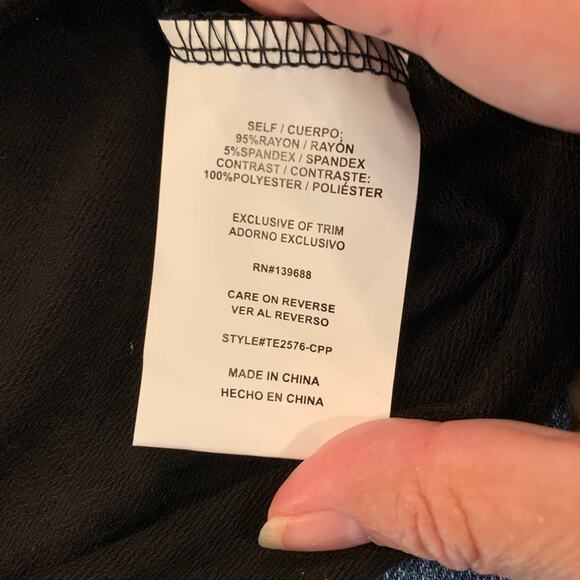 SELF / CUERPO;
95%RAYON / RAYÓN
5%SPANDEX / SPANDEX
CONTRAST / CONTRASTE:
100%POLYESTER / POLIÉSTER
EXCLUSIVE OF TRIM
ADORNO EXCLUSIVO
RN#139688
CARE ON REVERSE
VER AL REVERSO
STYLE#TE2576-CPP
MADE IN CHINA
HECHO EN CHINA